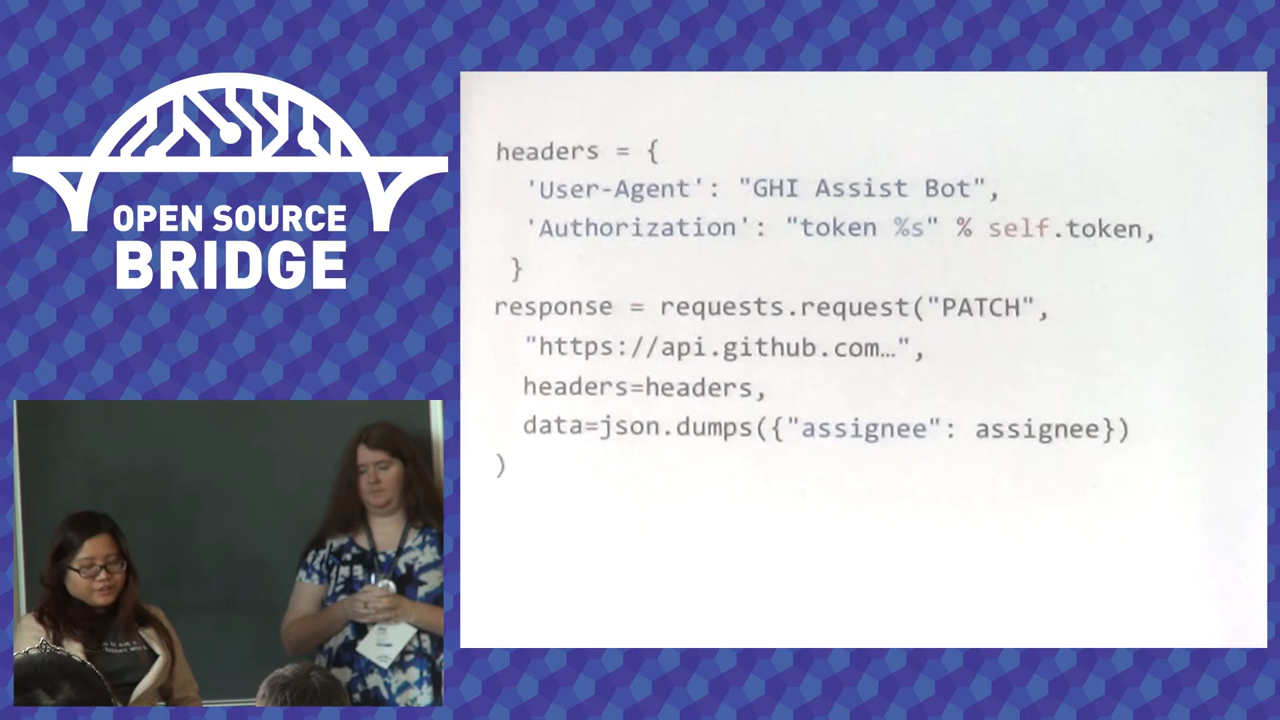 OPEN SOURCE
BRIDGE
headers = {
'User-Agent': "GHI Assist Bot",
'Authorization': "token %s" % self.token,
}
response = requests.request("PATCH",
"https://api.github.com…",
headers=headers,
data=json.dumps({"assignee": assignee})
)